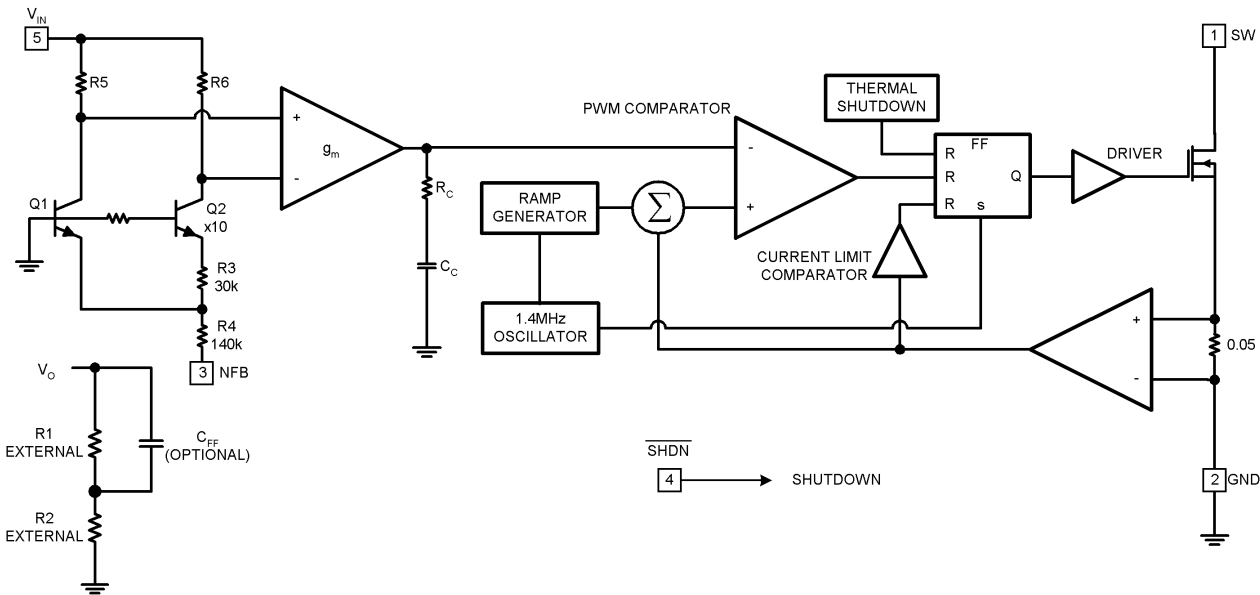 V_IN
5
R5
R6
+
-
g_m
Q1
Q2
x10
R3
30k
R4
140k
3 NFB
V_O
R1
EXTERNAL
C_FF
(OPTIONAL)
R2
EXTERNAL
R_C
C_C
RAMP
GENERATOR
1.4MHz
OSCILLATOR
Σ
PWM COMPARATOR
-
+
THERMAL
SHUTDOWN
FF
R
R
R
Q
s
CURRENT LIMIT
COMPARATOR
DRIVER
1 SW
+
-
0.05
2 GND
SHDN
4
SHUTDOWN